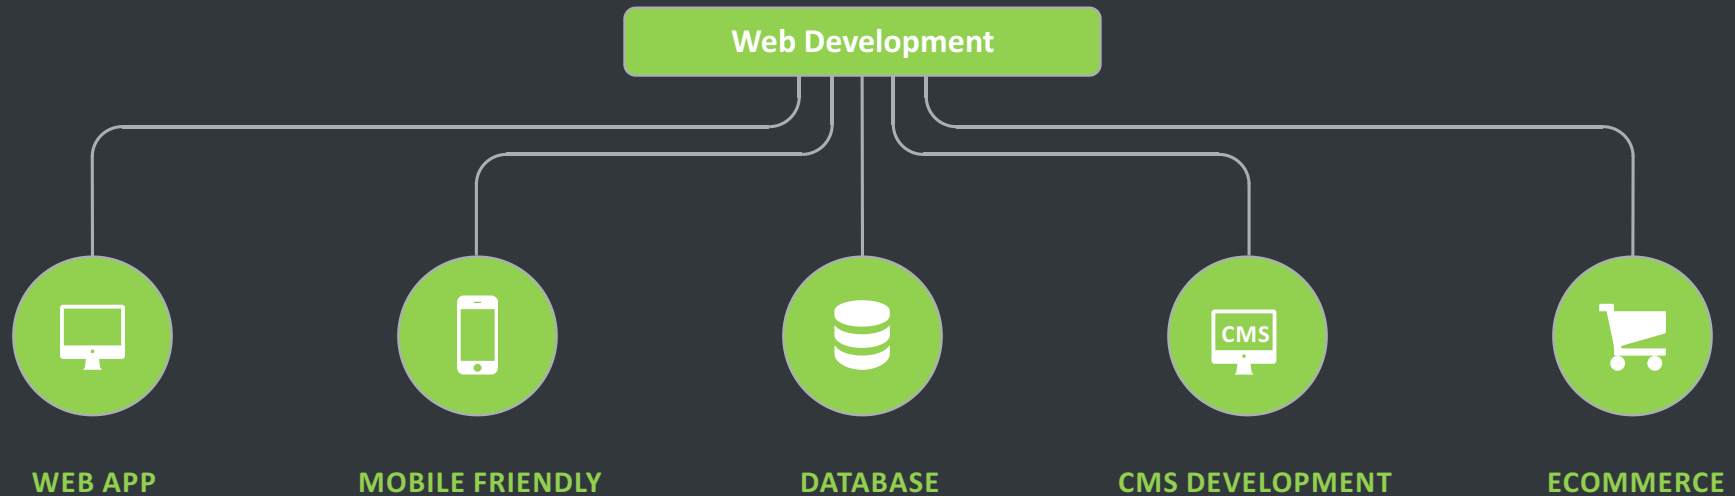 Web Development
CMS
WEB APP
MOBILE FRIENDLY
DATABASE
CMS DEVELOPMENT
ECOMMERCE